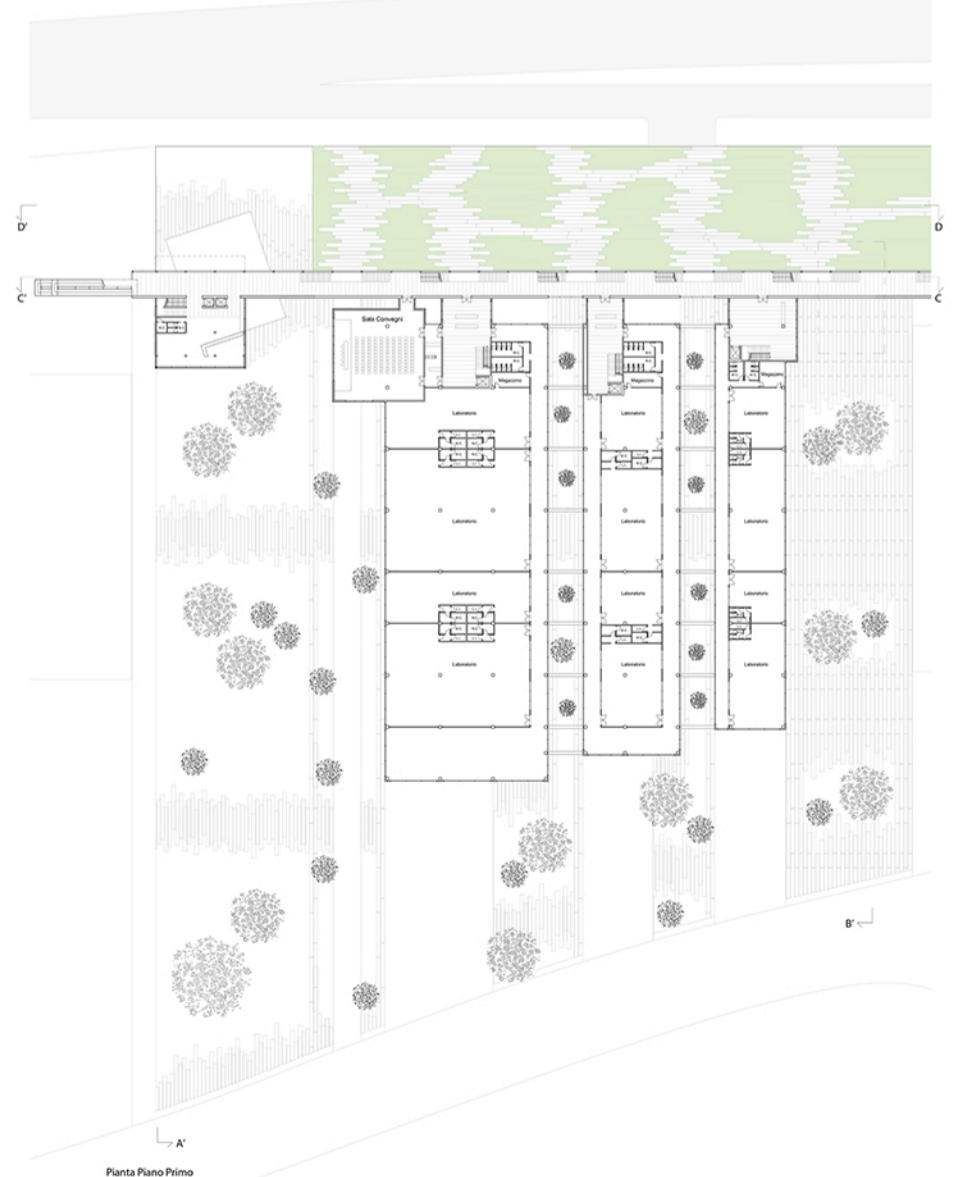 D'
D
C'
C
Sala Convegni
Magazzino
Magazzino
Magazzino
Laboratorio
Laboratorio
Laboratorio
Laboratorio
Laboratorio
Laboratorio
Laboratorio
Laboratorio
Laboratorio
Laboratorio
Laboratorio
Laboratorio
B'
A'
Pianta Piano Primo